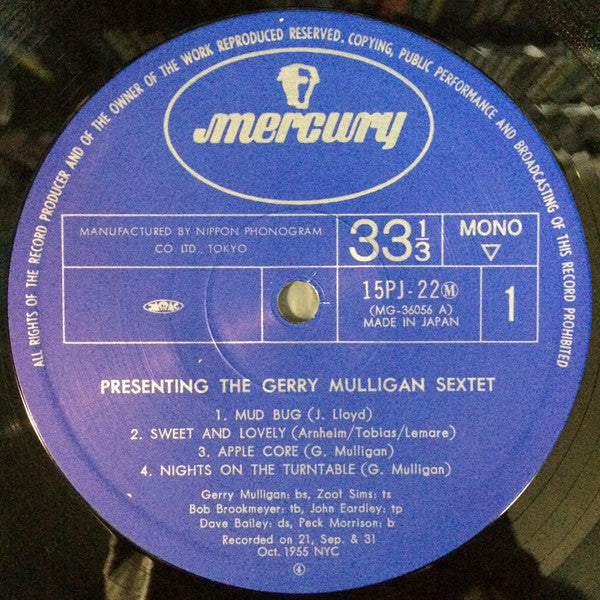 ALL RIGHTS OF THE RECORD PRODUCER AND OF THE OWNER OF THE WORK REPRODUCED RESERVED. COPYING, PUBLIC PERFORMANCE AND BROADCASTING OF THIS RECORD PROHIBITED
mercury
MANUFACTURED BY NIPPON PHONOGRAM
CO LTD., TOKYO
33 1/3
MONO
▽
JASRAC
15PJ-22Ⓜ
(MG-36056 A)
MADE IN JAPAN
1
PRESENTING THE GERRY MULLIGAN SEXTET
1. MUD BUG (J. Lloyd)
2. SWEET AND LOVELY (Arnheim/Tobias/Lemare)
3. APPLE CORE (G. Mulligan)
4. NIGHTS ON THE TURNTABLE (G. Mulligan)
Gerry Mulligan: bs, Zoot Sims: ts
Bob Brookmeyer: tb, John Eardley: tp
Dave Bailey: ds, Peck Morrison: b
Recorded on 21, Sep. & 31
Oct. 1955 NYC
④